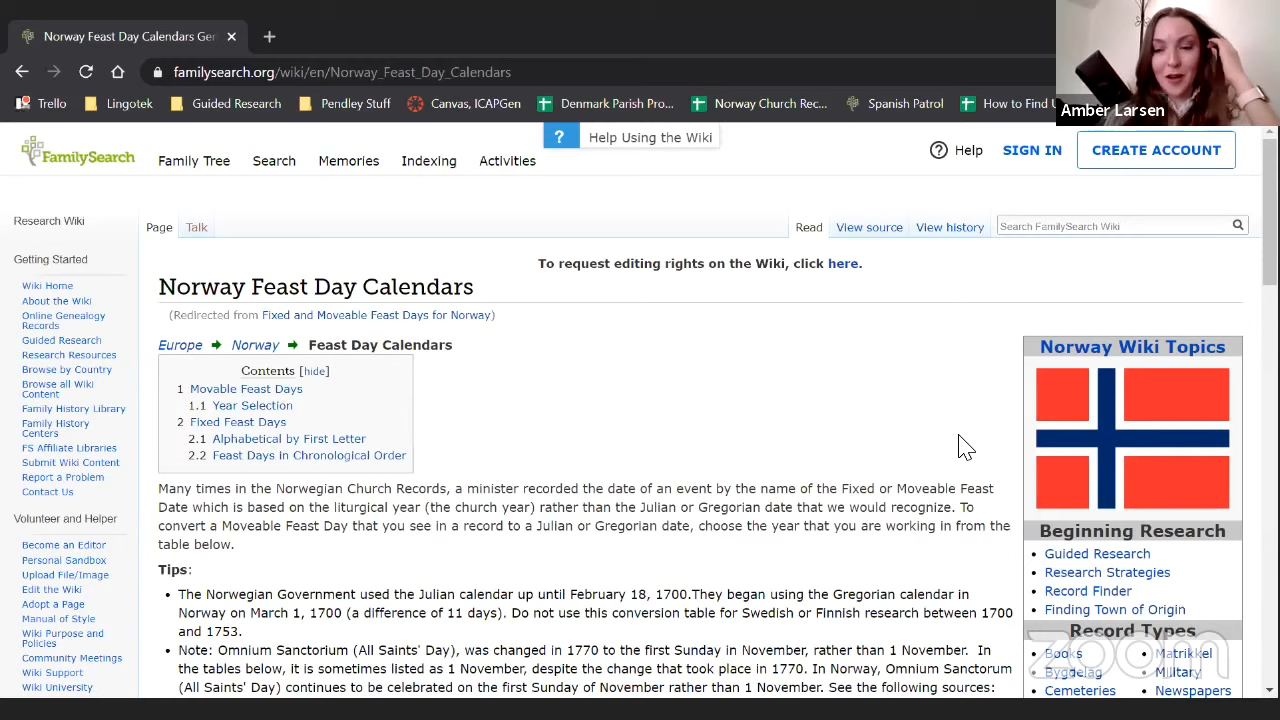 Norway Feast Day Calendars Ge
familysearch.org/wiki/en/Norway_Feast_Day_Calendars
Trello Lingotek Guided Research Pendley Stuff Canvas, ICAPGen Denmark Parish Pro... Norway Church Rec... Spanish Patrol How to Find
Amber Larsen
? Help Using the Wiki
FamilySearch Family Tree Search Memories Indexing Activities ? Help SIGN IN CREATE ACCOUNT
Research Wiki
Page Talk Read View source View history Search FamilySearch Wiki
Getting Started
Wiki Home
About the Wiki
Online Genealogy
Records
Guided Research
Research Resources
Browse by Country
Browse all Wiki
Content
Family History Library
Family History
Centers
FS Affiliate Libraries
Submit Wiki Content
Report a Problem
Contact Us
Volunteer and Helper
Become an Editor
Personal Sandbox
Upload File/Image
Edit the Wiki
Adopt a Page
Manual of Style
Wiki Purpose and
Policies
Community Meetings
Wiki Support
Wiki University
To request editing rights on the Wiki, click here.
Norway Feast Day Calendars
(Redirected from Fixed and Moveable Feast Days for Norway)
Europe Norway Feast Day Calendars
Contents [hide]
1 Movable Feast Days
1.1 Year Selection
2 Fixed Feast Days
2.1 Alphabetical by First Letter
2.2 Feast Days in Chronological Order
Many times in the Norwegian Church Records, a minister recorded the date of an event by the name of the Fixed or Moveable Feast
Date which is based on the liturgical year (the church year) rather than the Julian or Gregorian date that we would recognize. To
convert a Moveable Feast Day that you see in a record to a Julian or Gregorian date, choose the year that you are working in from the
table below.
Tips:
The Norwegian Government used the Julian calendar up until February 18, 1700.They began using the Gregorian calendar in
Norway on March 1, 1700 (a difference of 11 days). Do not use this conversion table for Swedish or Finnish research between 1700
and 1753.
Note: Omnium Sanctorium (All Saints' Day), was changed in 1770 to the first Sunday in November, rather than 1 November. In
the tables below, it is sometimes listed as 1 November, despite the change that took place in 1770. In Norway, Omnium Sanctorum
(All Saints' Day) continues to be celebrated on the first Sunday of November rather than 1 November. See the following sources:
Norway Wiki Topics
Beginning Research
Guided Research
Research Strategies
Record Finder
Finding Town of Origin
Record Types
Books Matrikkel
Bygdelag Military
Cemeteries Newspapers
zoom